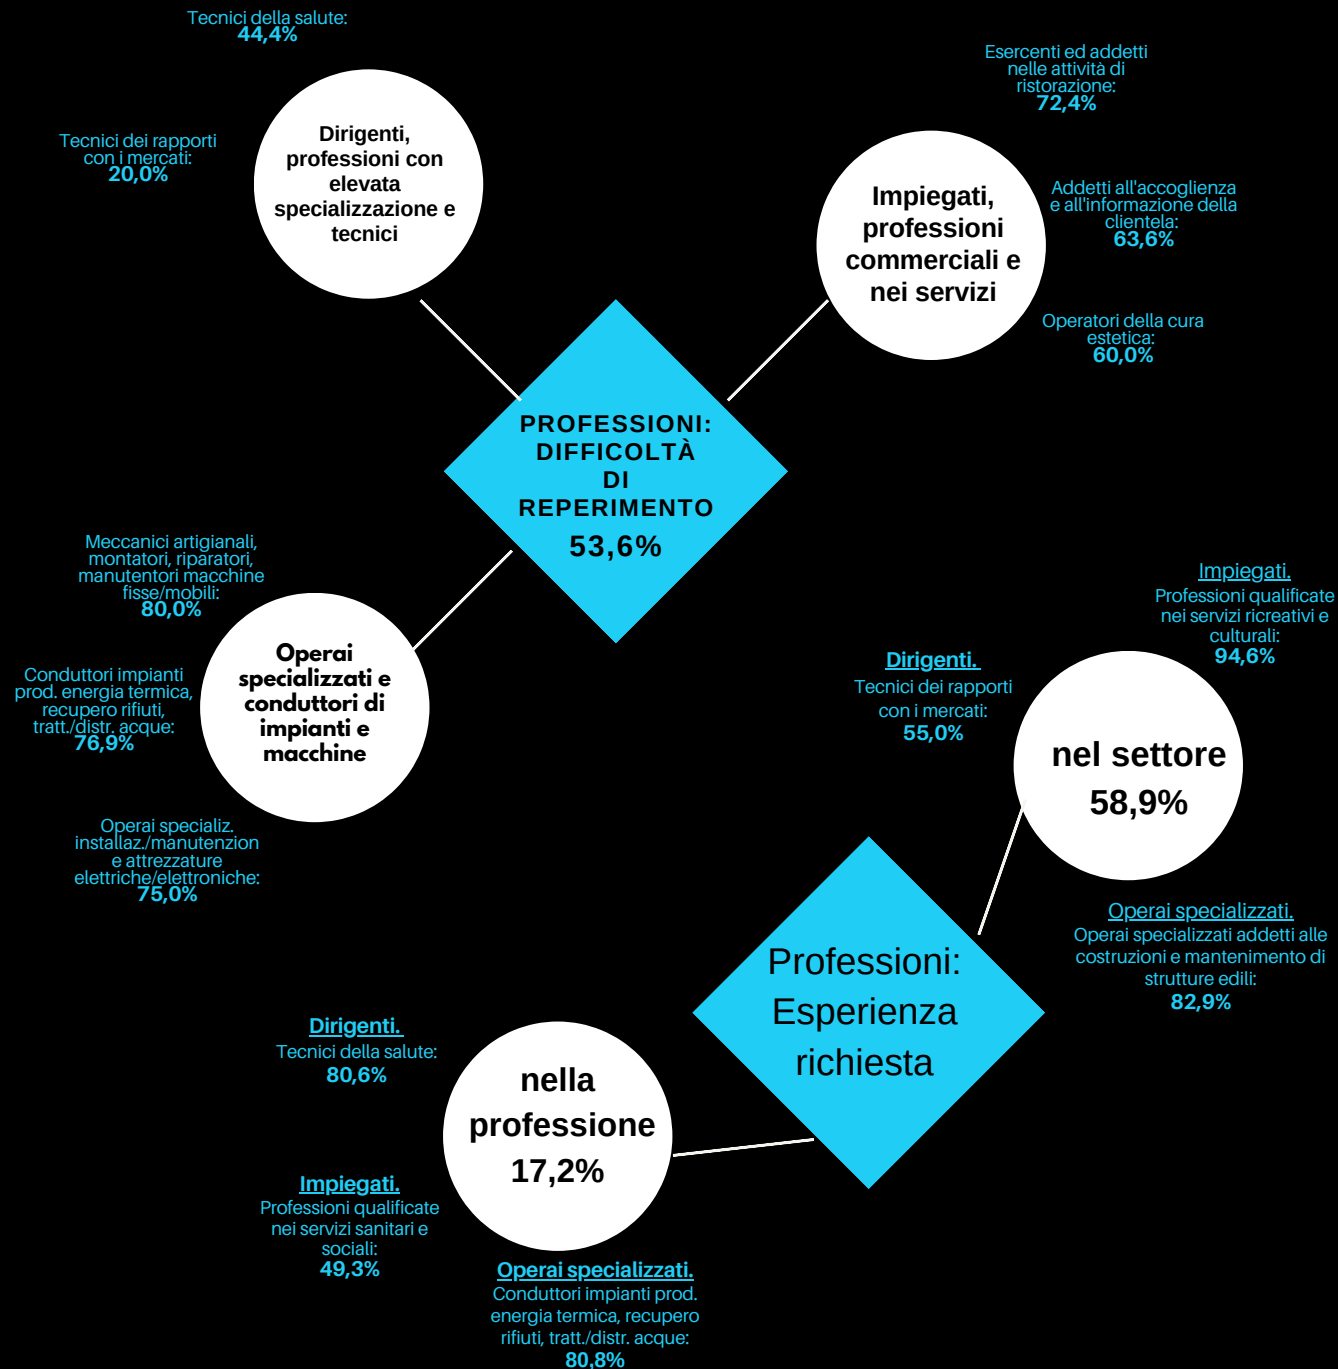 Tecnici della salute:
44,4%
Tecnici dei rapporti
con i mercati:
20,0%
Dirigenti,
professioni con
elevata
specializzazione e
tecnici
Esercenti ed addetti
nelle attività di
ristorazione:
72,4%
Impiegati,
professioni
commerciali e
nei servizi
Addetti all'accoglienza
e all'informazione della
clientela:
63,6%
Operatori della cura
estetica:
60,0%
PROFESSIONI:
DIFFICOLTÀ
DI
REPERIMENTO
53,6%
Meccanici artigianali,
montatori, riparatori,
manutentori macchine
fisse/mobili:
80,0%
Conduttori impianti
prod. energia termica,
recupero rifiuti,
tratt./distr. acque:
76,9%
Operai
specializzati e
conduttori di
impianti e
macchine
Operai specializ.
installaz./manutenzion
e attrezzature
elettriche/elettroniche:
75,0%
Impiegati.
Professioni qualificate
nei servizi ricreativi e
culturali:
94,6%
Dirigenti.
Tecnici dei rapporti
con i mercati:
55,0%
nel settore
58,9%
Operai specializzati.
Operai specializzati addetti alle
costruzioni e mantenimento di
strutture edili:
82,9%
Professioni:
Esperienza
richiesta
Dirigenti.
Tecnici della salute:
80,6%
nella
professione
17,2%
Impiegati.
Professioni qualificate
nei servizi sanitari e
sociali:
49,3%
Operai specializzati.
Conduttori impianti prod.
energia termica, recupero
rifiuti, tratt./distr. acque:
80,8%